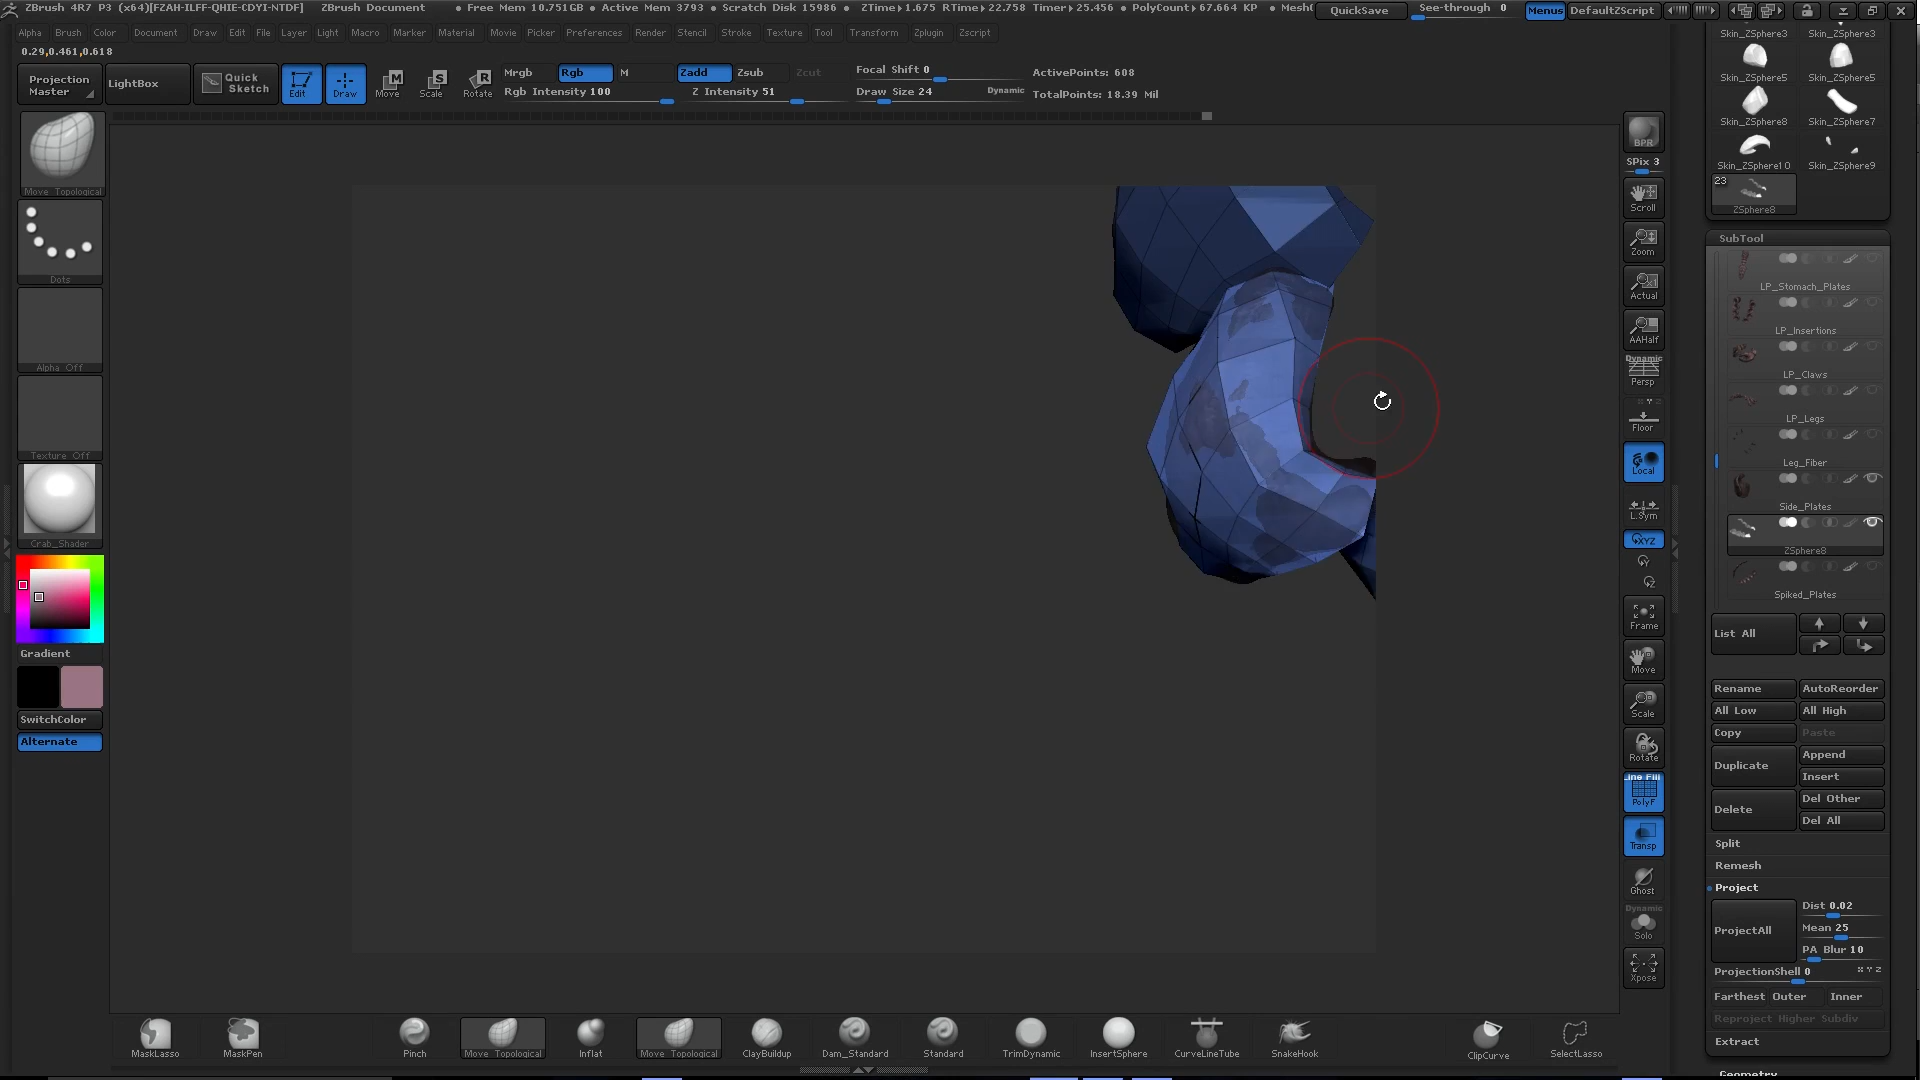 ZBrush 4R7 P3 (x64)[FZAH-ILFF-QHIE-CDYI-NTDF] ZBrush Document • Free Mem 10.751GB • Active Mem 3793 • Scratch Disk 15986 • ZTime▸1.675 RTime▸22.758 Timer▸25.456 • PolyCount▸67.664 KP • Mesh QuickSave See-through 0 Menus DefaultZScript
Alpha Brush Color Document Draw Edit File Layer Light Macro Marker Material Movie Picker Preferences Render Stencil Stroke Texture Tool Transform Zplugin Zscript
0.29,0.461,0.618
Projection Master
LightBox
Quick Sketch
Edit
Draw
Move
Scale
Rotate
Mrgb Rgb M
Rgb Intensity 100
Zadd Zsub Zcut
Z Intensity 51
Focal Shift 0
Draw Size 24 Dynamic
ActivePoints: 608
TotalPoints: 18.39 Mil
Move Topological
Dots
Alpha Off
Texture Off
Crab_Shader
Gradient
SwitchColor
Alternate
BPR
SPix 3
Scroll
Zoom
Actual
AAHalf
Dynamic
Persp
X Y Z
Floor
Local
L.Sym
XYZ
Y
Z
Frame
Move
Scale
Rotate
Line Fill
PolyF
Transp
Ghost
Dynamic
Solo
Xpose
Skin_ZSphere3 Skin_ZSphere3
Skin_ZSphere5 Skin_ZSphere5
Skin_ZSphere8 Skin_ZSphere7
Skin_ZSphere10 Skin_ZSphere9
23
ZSphere8
SubTool
LP_Stomach_Plates
LP_Insertions
LP_Claws
LP_Legs
Leg_Fiber
Side_Plates
ZSphere8
Spiked_Plates
List All
Rename AutoReorder
All Low All High
Copy Paste
Duplicate Append
Insert
Delete Del Other
Del All
Split
Remesh
Project
ProjectAll Dist 0.02
Mean 25
PA Blur 10
ProjectionShell 0 X Y Z
Farthest Outer Inner
Reproject Higher Subdiv
Extract
Geometry
MaskLasso MaskPen Pinch Move Topological Inflat Move Topological ClayBuildup Dam_Standard Standard TrimDynamic InsertSphere CurveLineTube SnakeHook ClipCurve SelectLasso